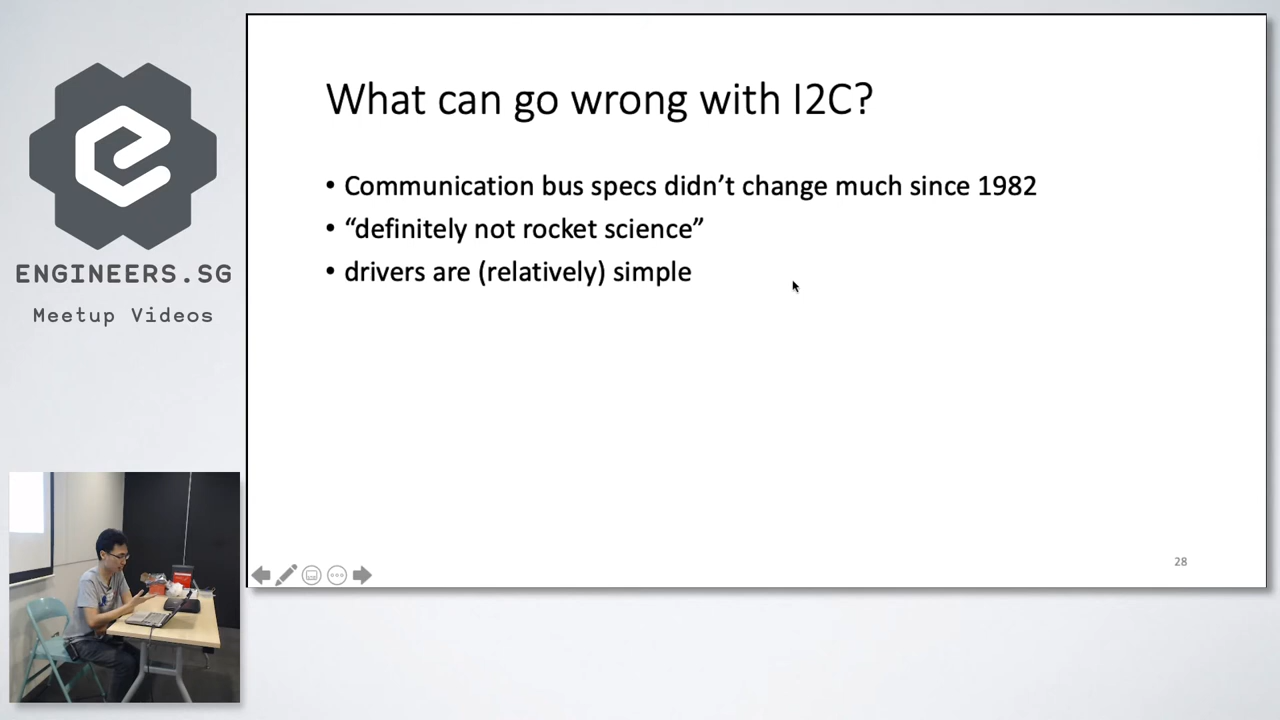 What can go wrong with I2C?
• Communication bus specs didn’t change much since 1982
• “definitely not rocket science”
• drivers are (relatively) simple
28
ENGINEERS.SG
Meetup Videos